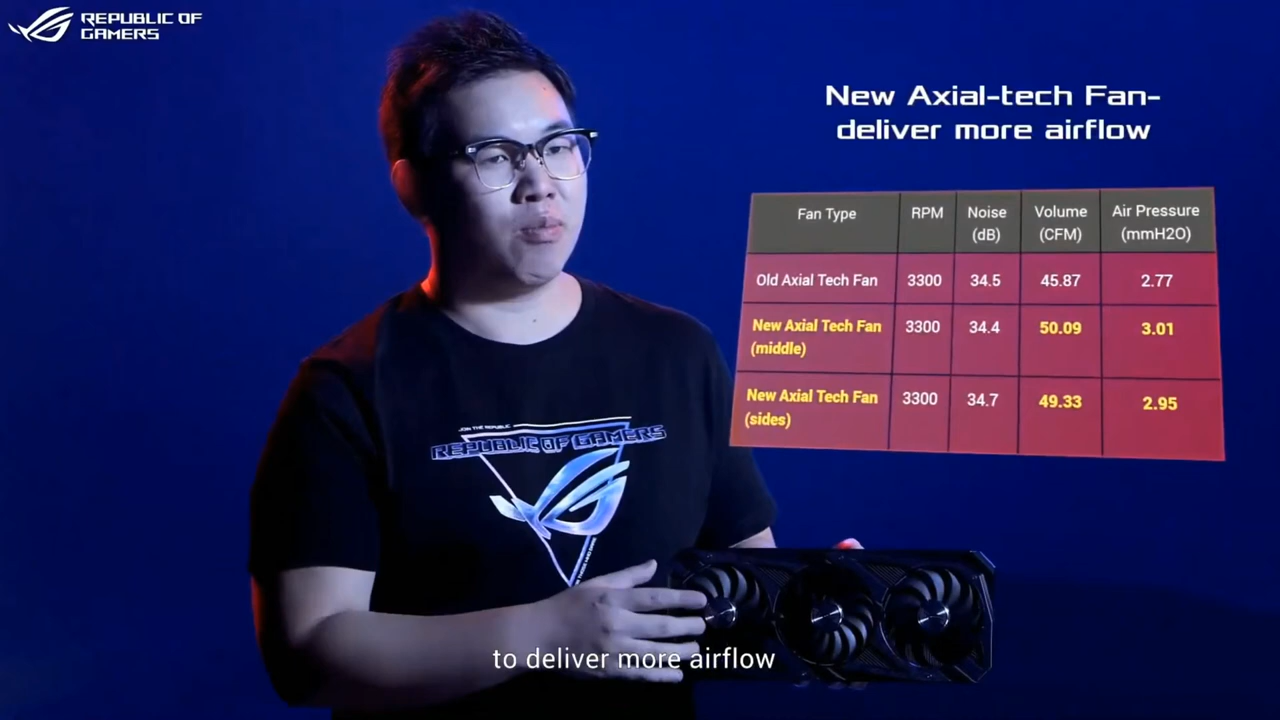 REPUBLIC OF
GAMERS
New Axial-tech Fan-
deliver more airflow
Fan Type RPM Noise (dB) Volume (CFM) Air Pressure (mmH2O)
Old Axial Tech Fan 3300 34.5 45.87 2.77
New Axial Tech Fan (middle) 3300 34.4 50.09 3.01
New Axial Tech Fan (sides) 3300 34.7 49.33 2.95
JOIN THE REPUBLIC
REPUBLIC OF GAMERS
to deliver more airflow